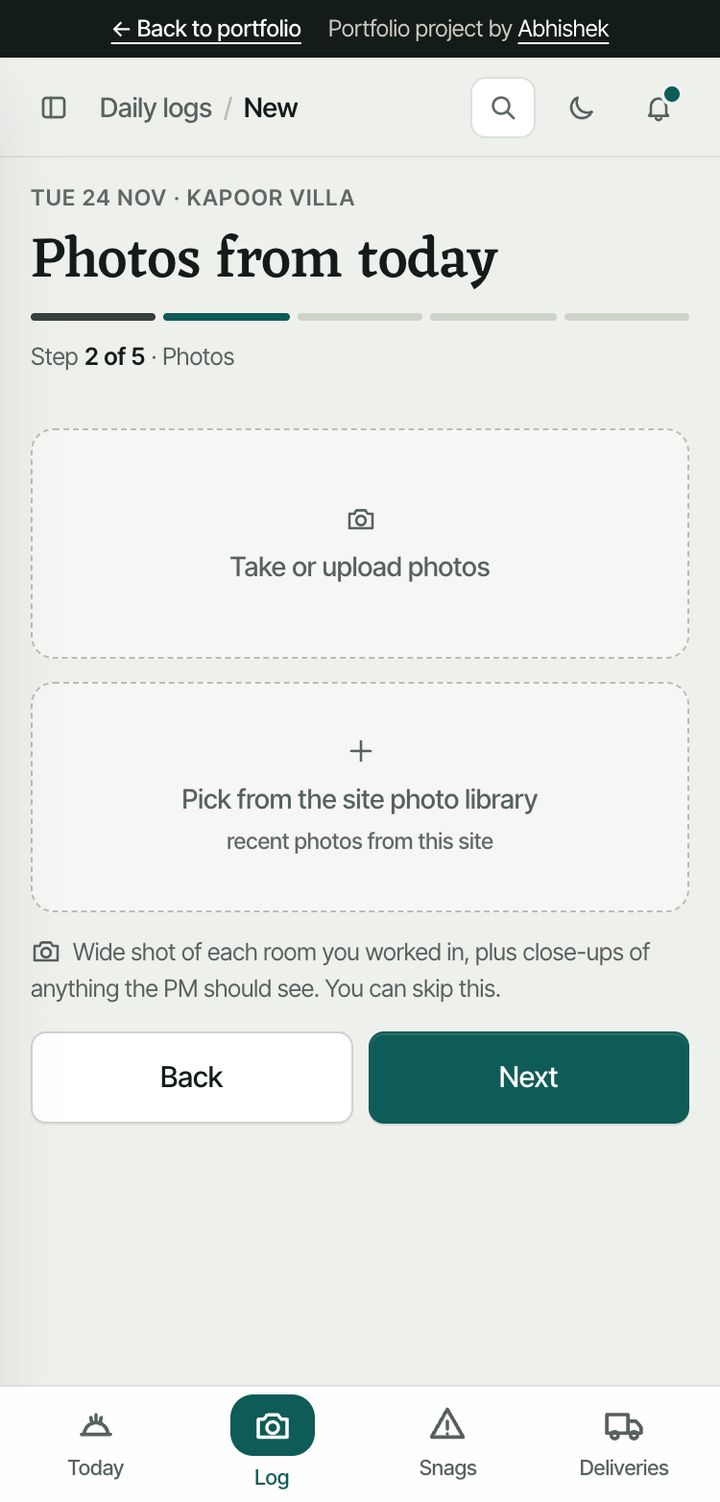 ← Back to portfolio Portfolio project by Abhishek
Daily logs / New
TUE 24 NOV · KAPOOR VILLA
Photos from today
Step 2 of 5 · Photos
Take or upload photos
Pick from the site photo library
recent photos from this site
Wide shot of each room you worked in, plus close-ups of
anything the PM should see. You can skip this.
Back Next
Today Log Snags Deliveries